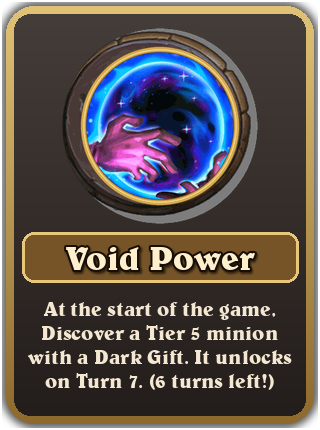 Void Power
At the start of the game,
Discover a Tier 5 minion
with a Dark Gift. It unlocks
on Turn 7. (6 turns left!)